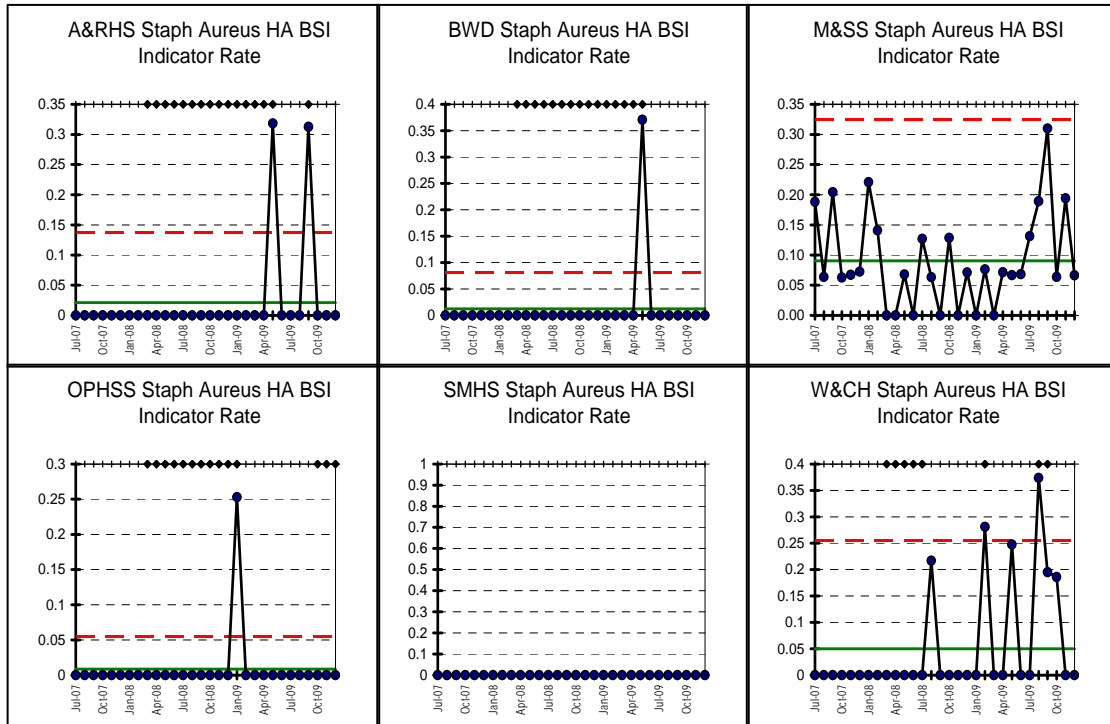 A&RHS Staph Aureus HA BSI
Indicator Rate
0.35
0.3
0.25
0.2
0.15
0.1
0.05
0
Jul-07
Oct-07
Jan-08
Apr-08
Jul-08
Oct-08
Jan-09
Apr-09
Jul-09
Oct-09
BWD Staph Aureus HA BSI
Indicator Rate
0.4
0.35
0.3
0.25
0.2
0.15
0.1
0.05
0
Jul-07
Oct-07
Jan-08
Apr-08
Jul-08
Oct-08
Jan-09
Apr-09
Jul-09
Oct-09
M&SS Staph Aureus HA BSI
Indicator Rate
0.35
0.30
0.25
0.20
0.15
0.10
0.05
0.00
Jul-07
Oct-07
Jan-08
Apr-08
Jul-08
Oct-08
Jan-09
Apr-09
Jul-09
Oct-09
OPHSS Staph Aureus HA BSI
Indicator Rate
0.3
0.25
0.2
0.15
0.1
0.05
0
Jul-07
Oct-07
Jan-08
Apr-08
Jul-08
Oct-08
Jan-09
Apr-09
Jul-09
Oct-09
SMHS Staph Aureus HA BSI
Indicator Rate
1
0.9
0.8
0.7
0.6
0.5
0.4
0.3
0.2
0.1
0
Jul-07
Oct-07
Jan-08
Apr-08
Jul-08
Oct-08
Jan-09
Apr-09
Jul-09
Oct-09
W&CH Staph Aureus HA BSI
Indicator Rate
0.4
0.35
0.3
0.25
0.2
0.15
0.1
0.05
0
Jul-07
Oct-07
Jan-08
Apr-08
Jul-08
Oct-08
Jan-09
Apr-09
Jul-09
Oct-09